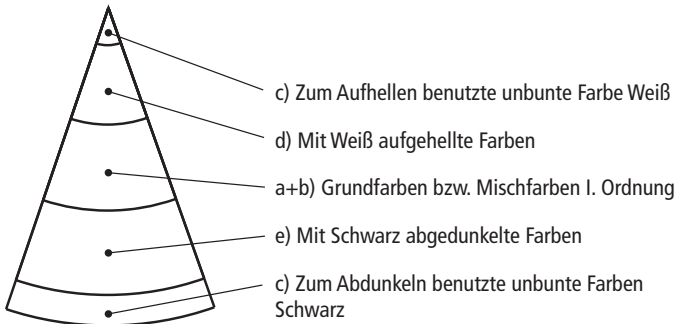 c) Zum Aufhellen benutzte unbunte Farbe Weiß
d) Mit Weiß aufgehellte Farben
a+b) Grundfarben bzw. Mischfarben I. Ordnung
e) Mit Schwarz abgedunkelte Farben
c) Zum Abdunkeln benutzte unbunte Farben
Schwarz